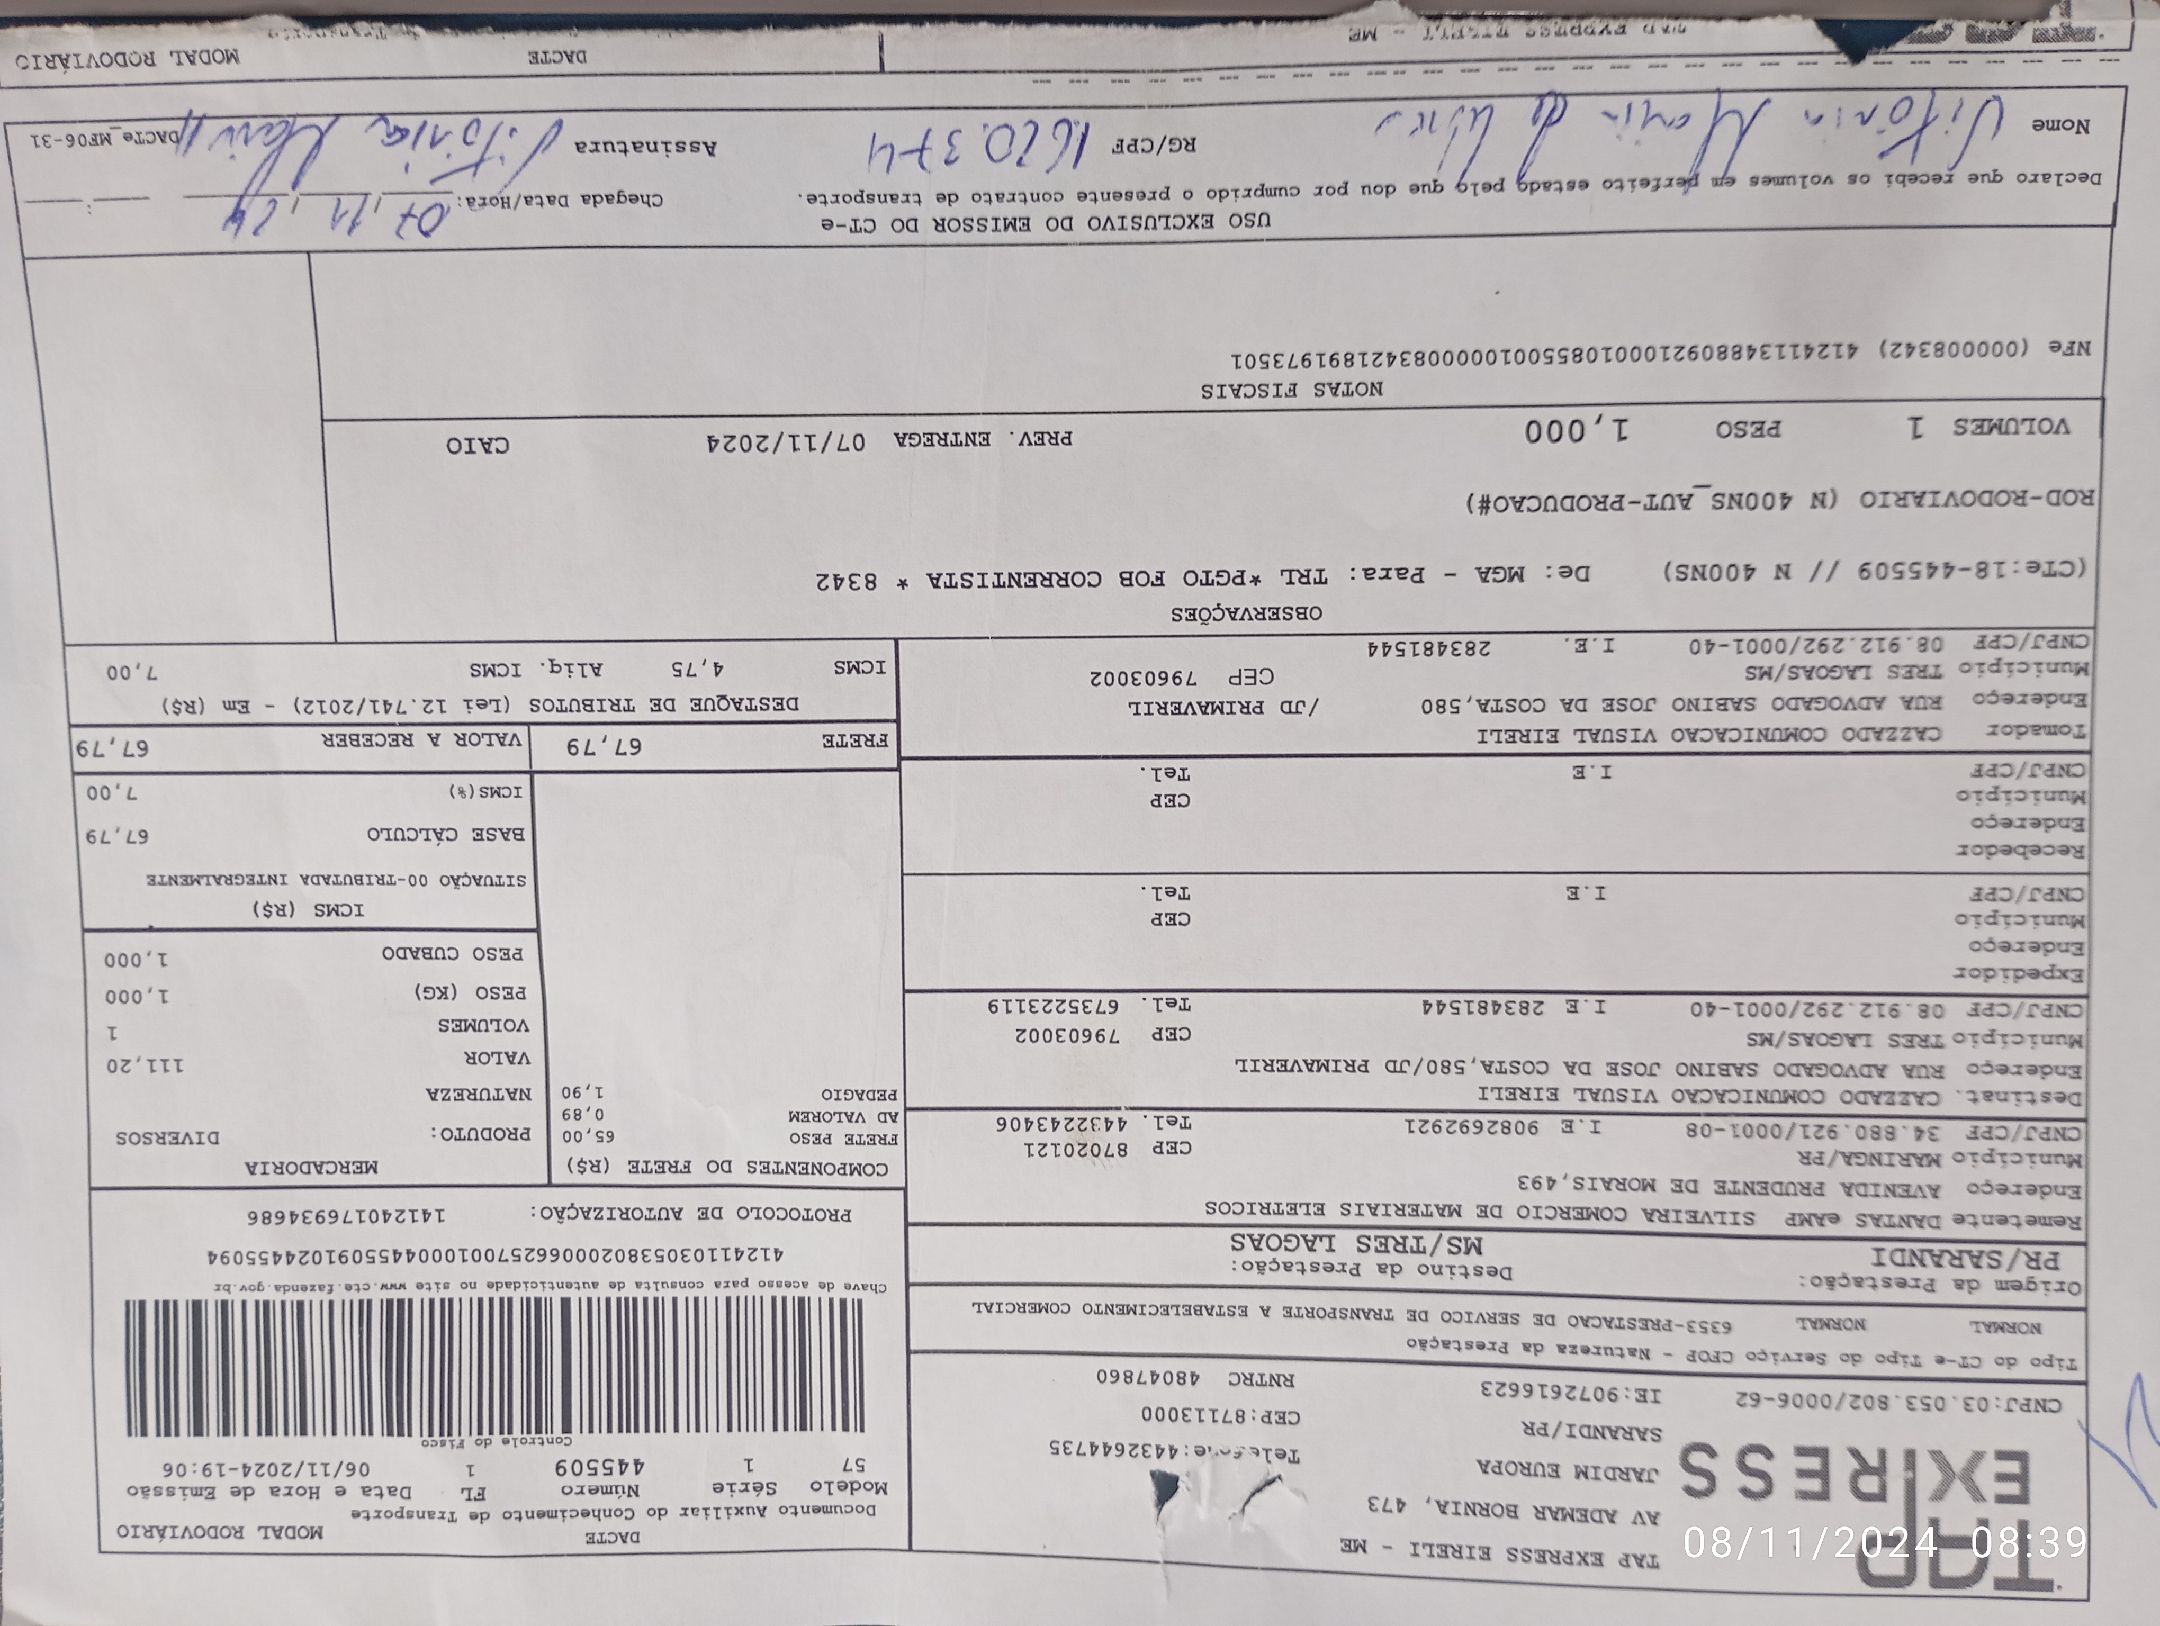 TAP EXPRESS
TAP EXPRESS EIRELI - ME
AV ADEMAR BORNIA, 473
JARDIM EUROPA
SARANDI/PR
CEP:87113000
CNPJ:03.053.802/0006-62 IE:9072616623 RNTRC 48047860
DACTE MODAL RODOVIÁRIO
Documento Auxiliar do Conhecimento de Transporte
Modelo Série Número FL Data e Hora de Emissão
57 1 445509 1 06/11/2024-19:06
Controle do Fisco
Tipo do CT-e Tipo do Serviço CFOP - Natureza da Prestação
NORMAL NORMAL 6353-PRESTACAO DE SERVICO DE TRANSPORTE A ESTABELECIMENTO COMERCIAL
Chave de acesso para consulta de autenticidade no site www.cte.fazenda.gov.br
41241103053802000662570010004455091024455094
PROTOCOLO DE AUTORIZAÇÃO: 141240176934686
Origem da Prestação: Destino da Prestação:
PR/SARANDI MS/TRES LAGOAS
Remetente DANTAS eAMP SILVEIRA COMERCIO DE MATERIAIS ELETRICOS
Endereço AVENIDA PRUDENTE DE MORAIS,493
Município MARINGA/PR CEP 87020121
CNPJ/CPF 34.880.921/0001-08 I.E 9082692921 Tel. 4432243406
Destinat. CAZZADO COMUNICACAO VISUAL EIRELI
Endereço RUA ADVOGADO SABINO JOSE DA COSTA,580/JD PRIMAVERIL
Município TRES LAGOAS/MS CEP 79603002
CNPJ/CPF 08.912.292/0001-40 I.E 283481544 Tel. 6735223119
Expedidor
Endereço
Município CEP
CNPJ/CPF I.E Tel.
Recebedor
Endereço
Município CEP
CNPJ/CPF I.E Tel.
Tomador CAZZADO COMUNICACAO VISUAL EIRELI
Endereço RUA ADVOGADO SABINO JOSE DA COSTA,580 /JD PRIMAVERIL
Município TRES LAGOAS/MS CEP 79603002
CNPJ/CPF 08.912.292/0001-40 I.E. 283481544
COMPONENTES DO FRETE (R$)
FRETE PESO 65,00
AD VALOREM 0,89
PEDAGIO 1,90
MERCADORIA
PRODUTO: DIVERSOS
NATUREZA
VALOR 111,20
VOLUMES 1
PESO (KG) 1,000
PESO CUBADO 1,000
ICMS (R$)
SITUAÇÃO 00-TRIBUTADA INTEGRALMENTE
BASE CÁLCULO 67,79
ICMS(%) 7,00
FRETE 67,79 VALOR A RECEBER 67,79
DESTAQUE DE TRIBUTOS (Lei 12.741/2012) - Em (R$)
ICMS 4,75 Aliq. ICMS 7,00
OBSERVAÇÕES
(CTe:18-445509 // N 400NS) De: MGA - Para: TRL *PGTO FOB CORRENTISTA * 8342
ROD-RODOVIARIO (N 400NS_AUT-PRODUCAO#)
VOLUMES 1 PESO 1,000 PREV. ENTREGA 07/11/2024 CAIO
NOTAS FISCAIS
NFe (000008342) 41241134880921000108550010000083421891973501
USO EXCLUSIVO DO EMISSOR DO CT-e
Declaro que recebi os volumes em perfeito estado pelo que dou por cumprido o presente contrato de transporte.
Chegada Data/Hora: 07,11,24
Nome Vitória Maria de RG/CPF 1620.374 Assinatura Vitória Maria
DACTe_MF06-31
TAP EXPRESS EIRELI - ME
DACTE MODAL RODOVIÁRIO
08/11/2024 08:39